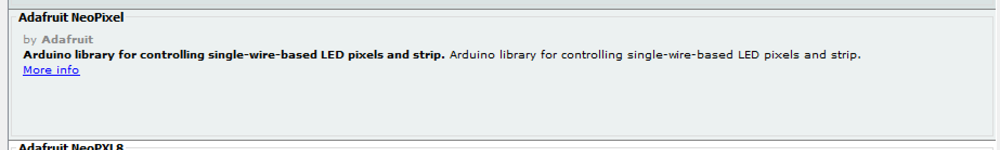 Adafruit NeoPixel
by Adafruit
Arduino library for controlling single-wire-based LED pixels and strip. Arduino library for controlling single-wire-based LED pixels and strip.
More info
Adafruit NeoPXL8